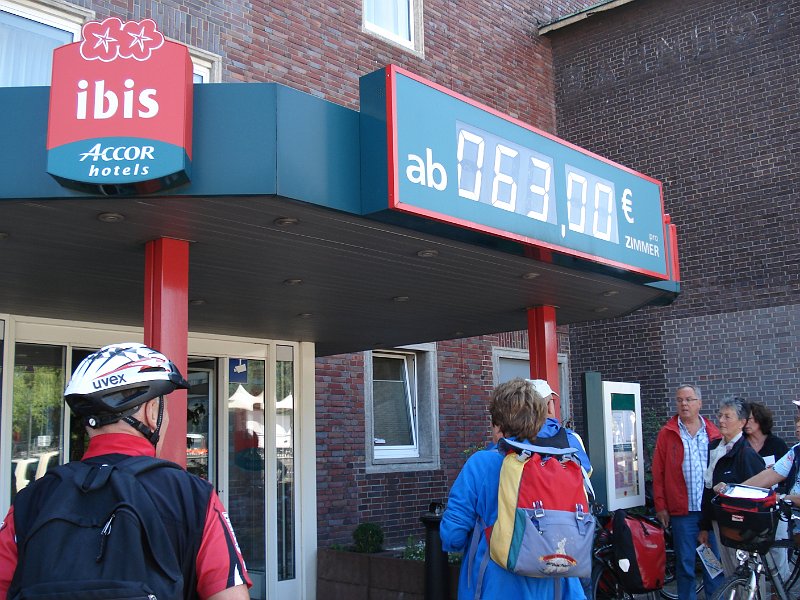 ibis
ACCOR
hotels
ab 063,00 €
pro
ZIMMER
uvex